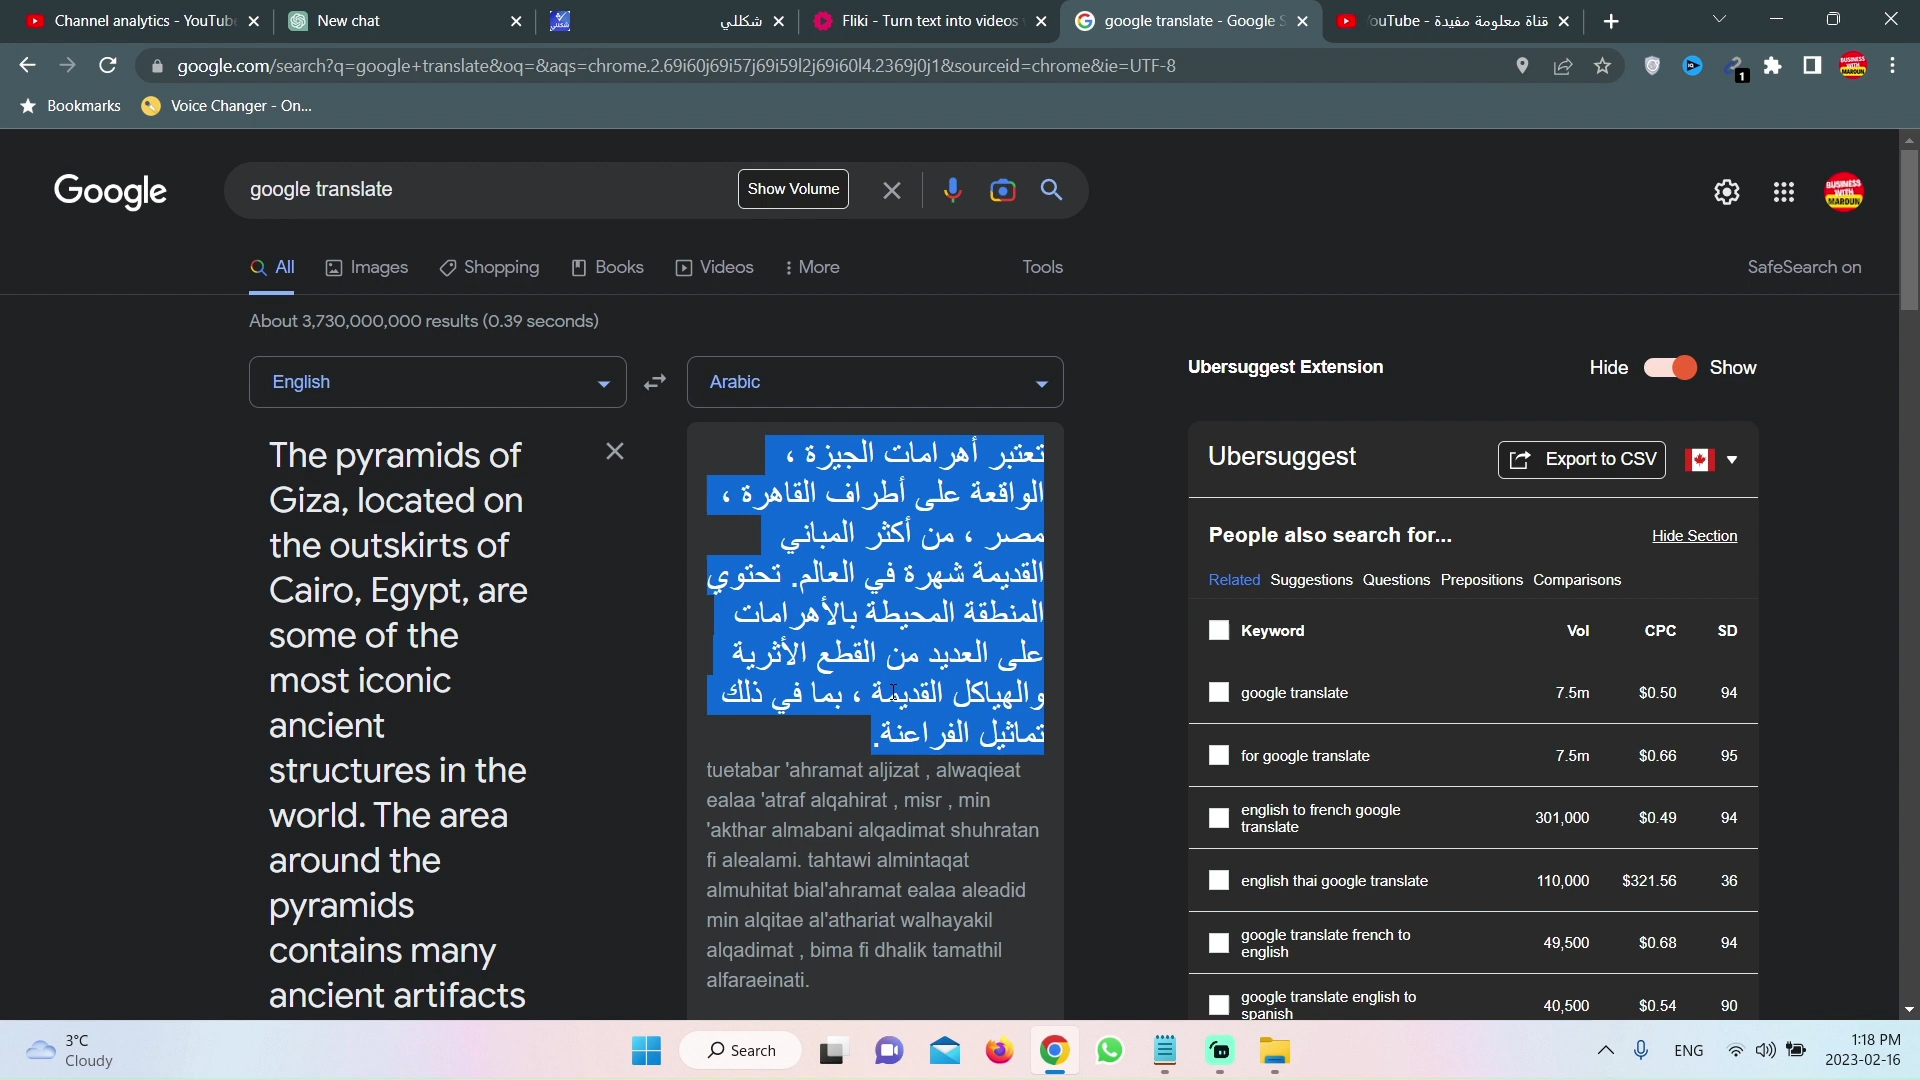 Channel analytics - YouTub
New chat
شكللي
Fliki - Turn text into videos
google translate - Google S
قناة معلومة مفيدة - YouTube
google.com/search?q=google+translate&oq=&aqs=chrome.2.69i60j69i57j69i59l2j69i60l4.2369j0j1&sourceid=chrome&ie=UTF-8
1
BUSINESS WITH MAROUN
Bookmarks
Voice Changer - On...
Google
google translate
Show Volume
BUSINESS WITH MAROUN
All
Images
Shopping
Books
Videos
More
Tools
SafeSearch on
About 3,730,000,000 results (0.39 seconds)
English
Arabic
The pyramids of
Giza, located on
the outskirts of
Cairo, Egypt, are
some of the
most iconic
ancient
structures in the
world. The area
around the
pyramids
contains many
ancient artifacts
تعتبر أهرامات الجيزة ،
الواقعة على أطراف القاهرة ،
مصر ، من أكثر المباني
القديمة شهرة في العالم. تحتوي
المنطقة المحيطة بالأهرامات
على العديد من القطع الأثرية
والهياكل القديمة ، بما في ذلك
تماثيل الفراعنة.
tuetabar 'ahramat aljizat , alwaqieat
ealaa 'atraf alqahirat , misr , min
'akthar almabani alqadimat shuhratan
fi alealami. tahtawi almintaqat
almuhitat bial'ahramat ealaa aleadid
min alqitae al'athariat walhayakil
alqadimat , bima fi dhalik tamathil
alfaraeinati.
Ubersuggest Extension
Hide
Show
Ubersuggest
Export to CSV
People also search for...
Hide Section
Related Suggestions Questions Prepositions Comparisons
Keyword Vol CPC SD
google translate 7.5m $0.50 94
for google translate 7.5m $0.66 95
english to french google
translate 301,000 $0.49 94
english thai google translate 110,000 $321.56 36
google translate french to
english 49,500 $0.68 94
google translate english to
spanish 40,500 $0.54 90
3°C
Cloudy
Search
ENG
1:18 PM
2023-02-16